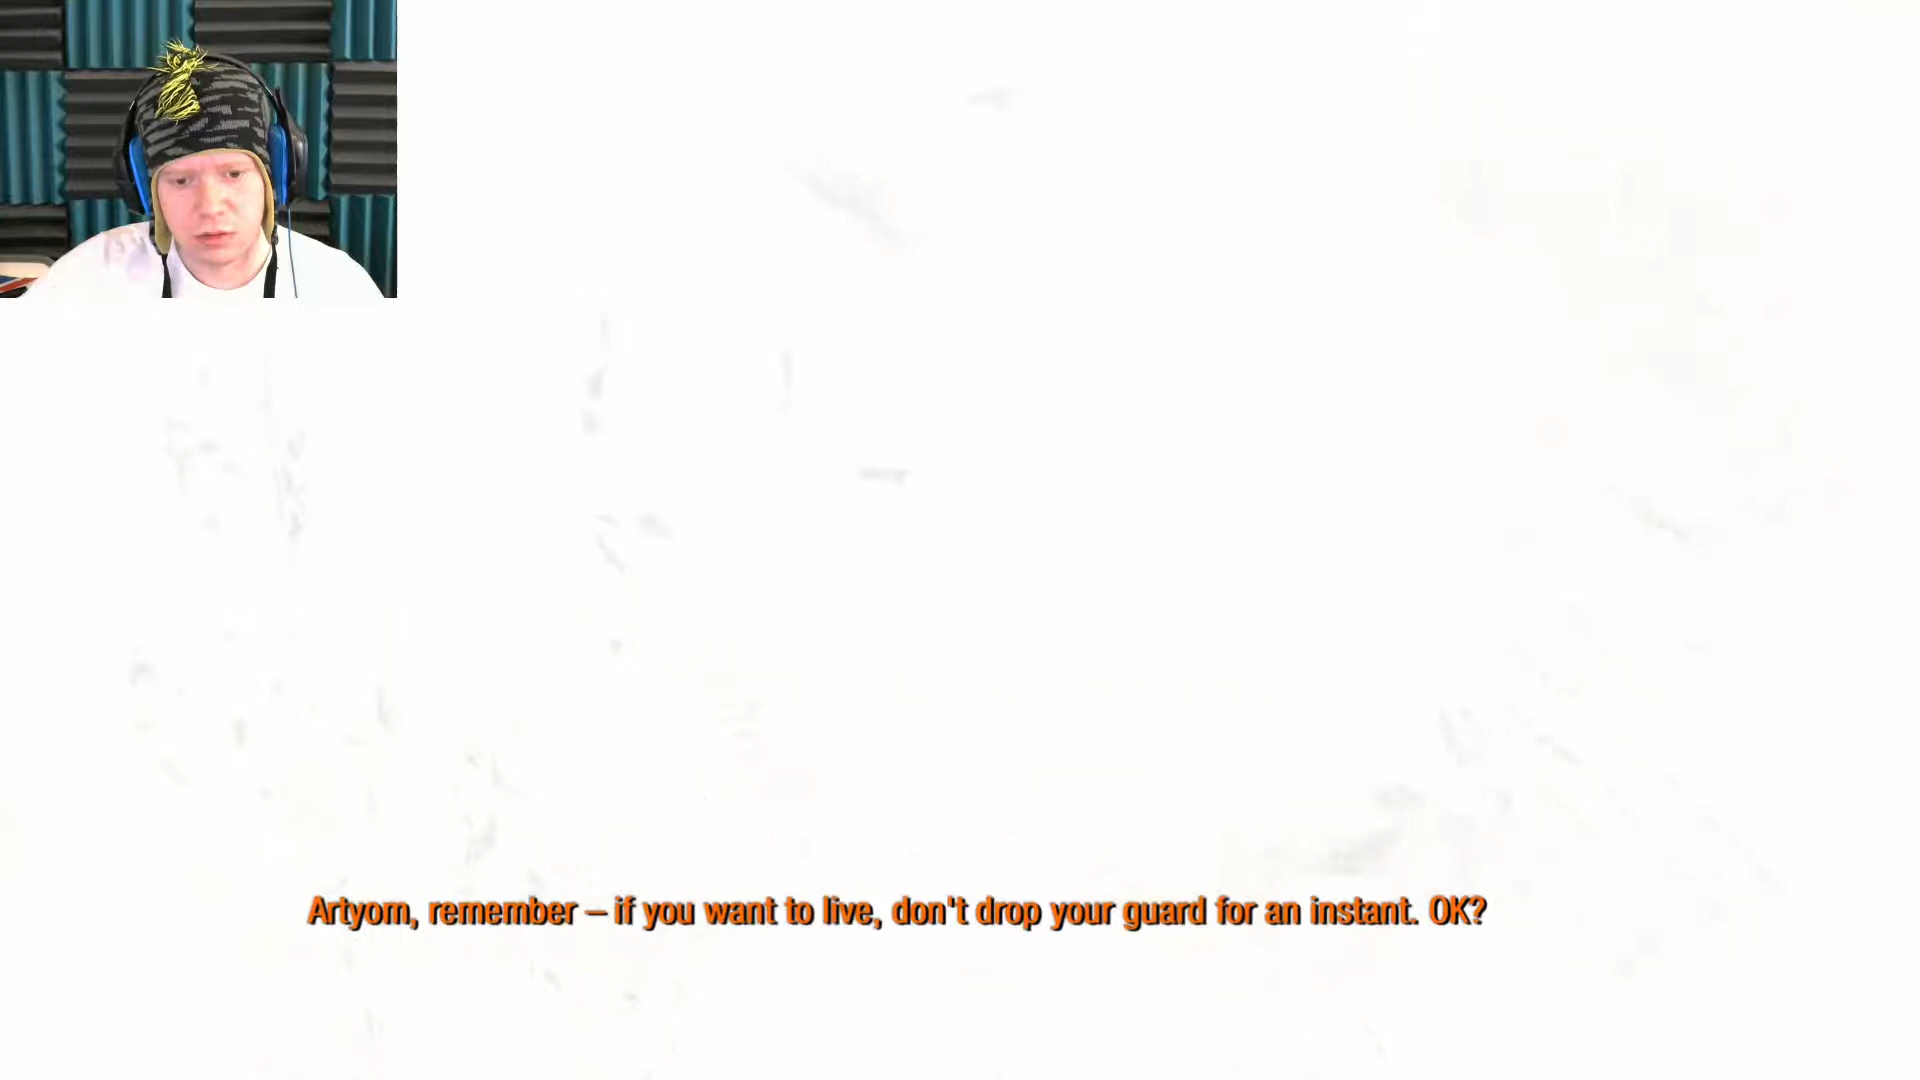 Artyom, remember – if you want to live, don't drop your guard for an instant. OK?